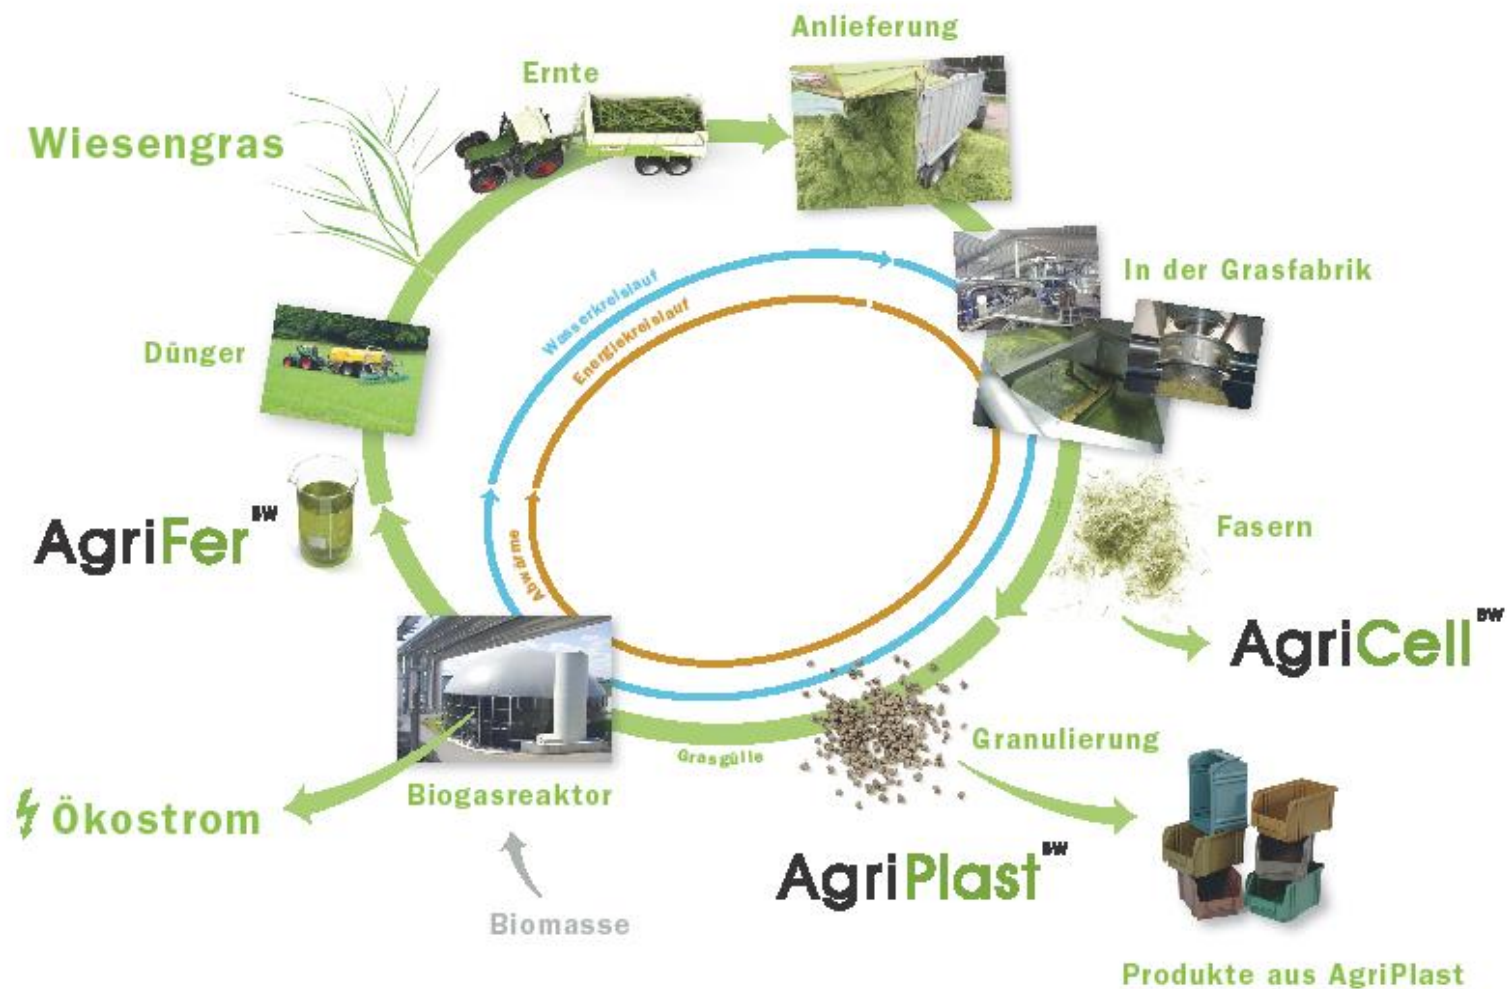 Anlieferung
Ernte
Wiesengras
In der Grasfabrik
Wasserkreislauf
Energiekreislauf
Dünger
AgriFer BW
Fasern
Abwärme
AgriCell BW
Granulierung
Grasgülle
Biogasreaktor
Ökostrom
AgriPlast BW
Biomasse
Produkte aus AgriPlast